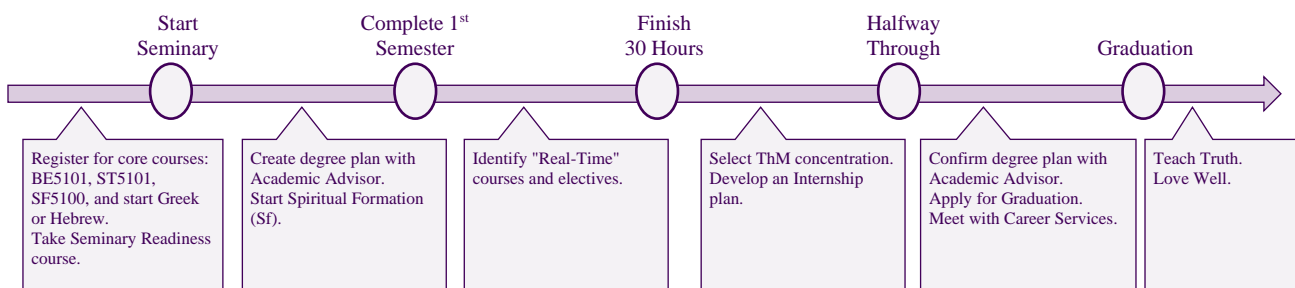 Start
Seminary
Complete 1st
Semester
Finish
30 Hours
Halfway
Through
Graduation
Register for core courses:
BE5101, ST5101,
SF5100, and start Greek
or Hebrew.
Take Seminary Readiness
course.
Create degree plan with
Academic Advisor.
Start Spiritual Formation
(Sf).
Identify "Real-Time"
courses and electives.
Select ThM concentration.
Develop an Internship
plan.
Confirm degree plan with
Academic Advisor.
Apply for Graduation.
Meet with Career Services.
Teach Truth.
Love Well.